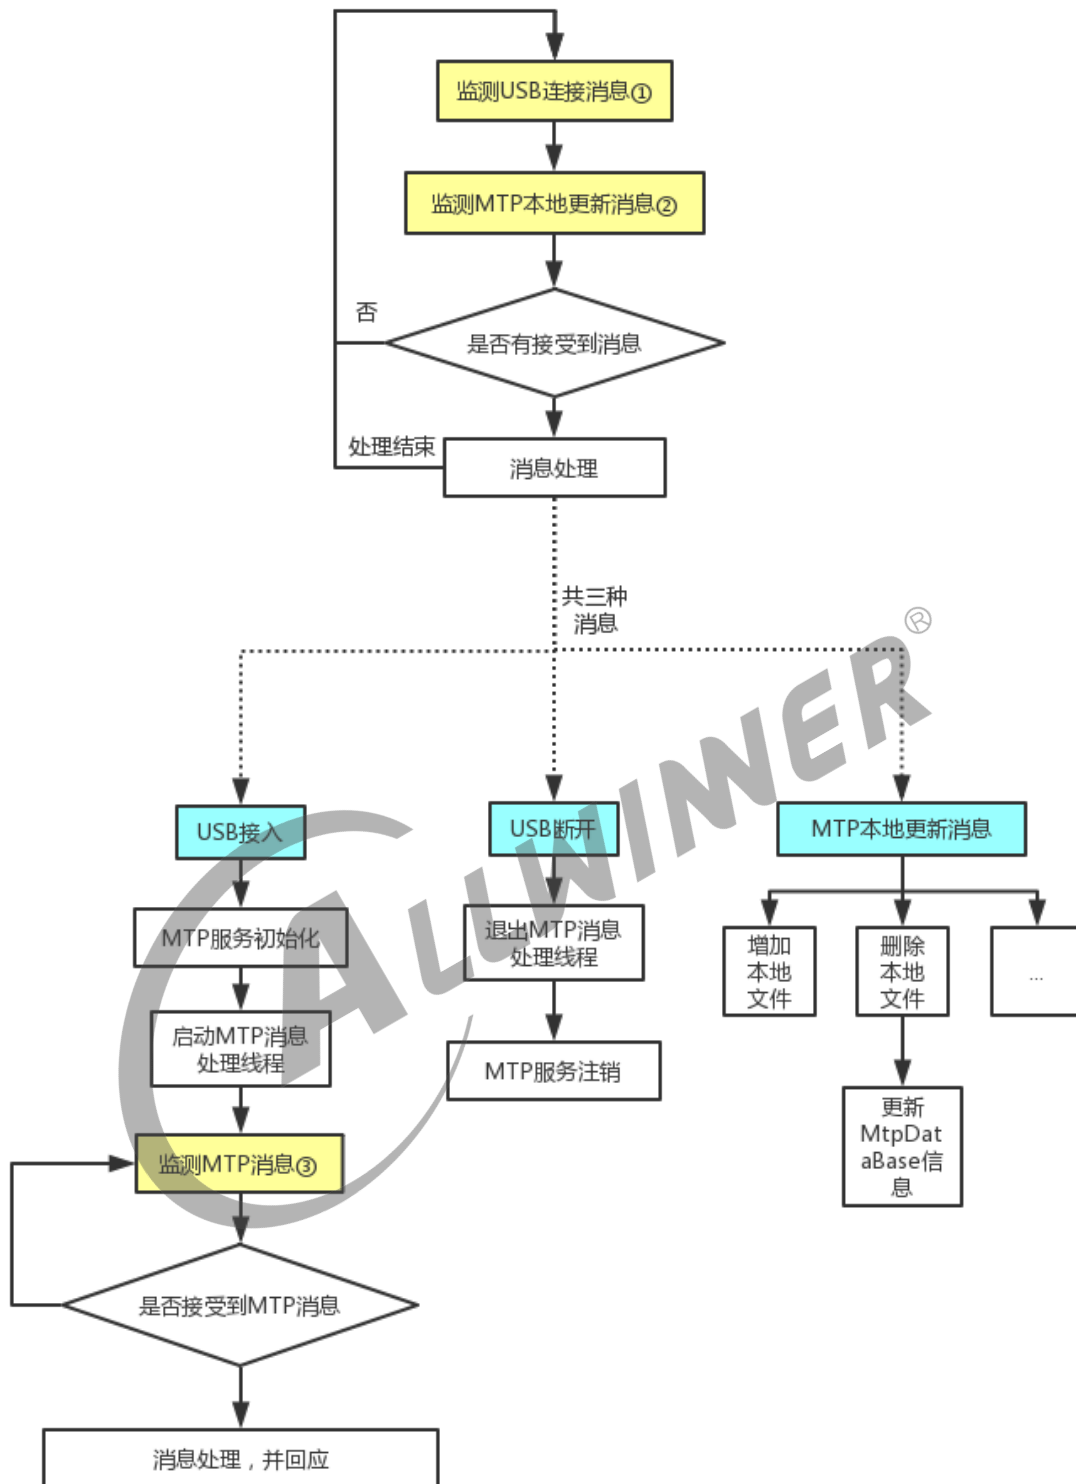 监测USB连接消息①
监测MTP本地更新消息②
否
是否有接受到消息
处理结束
消息处理
共三种
消息
ALLWINNER®
USB接入
USB断开
MTP本地更新消息
MTP服务初始化
退出MTP消息
处理线程
增加
本地
文件
删除
本地
文件
...
启动MTP消息
处理线程
MTP服务注销
更新
MtpDat
aBase信
息
监测MTP消息③
是否接受到MTP消息
消息处理，并回应